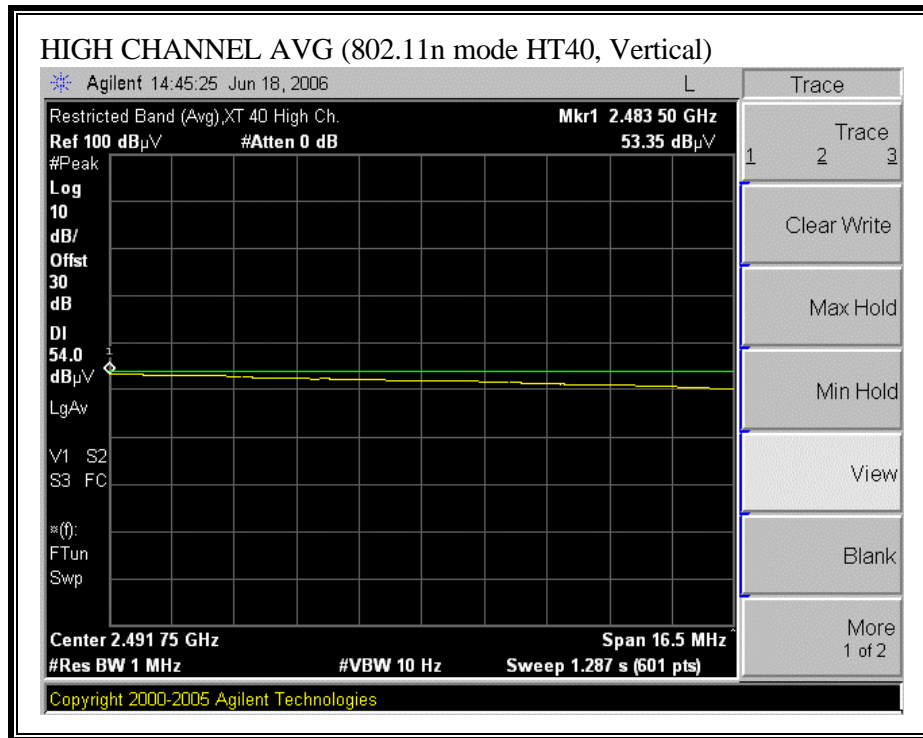 HIGH CHANNEL AVG (802.11n mode HT40, Vertical)
Agilent 14:45:25 Jun 18, 2006 L Trace
Restricted Band (Avg),XT 40 High Ch. Mkr1 2.483 50 GHz
Ref 100 dBµV #Atten 0 dB 53.35 dBµV
#Peak
Log
10
dB/
Offst
30
dB
DI
54.0
dBµV
LgAv
V1 S2
S3 FC
¤(f):
FTun
Swp
1
Center 2.491 75 GHz Span 16.5 MHz^
#Res BW 1 MHz #VBW 10 Hz Sweep 1.287 s (601 pts)
Copyright 2000-2005 Agilent Technologies
Trace
1 2 3
Clear Write
Max Hold
Min Hold
View
Blank
More
1 of 2